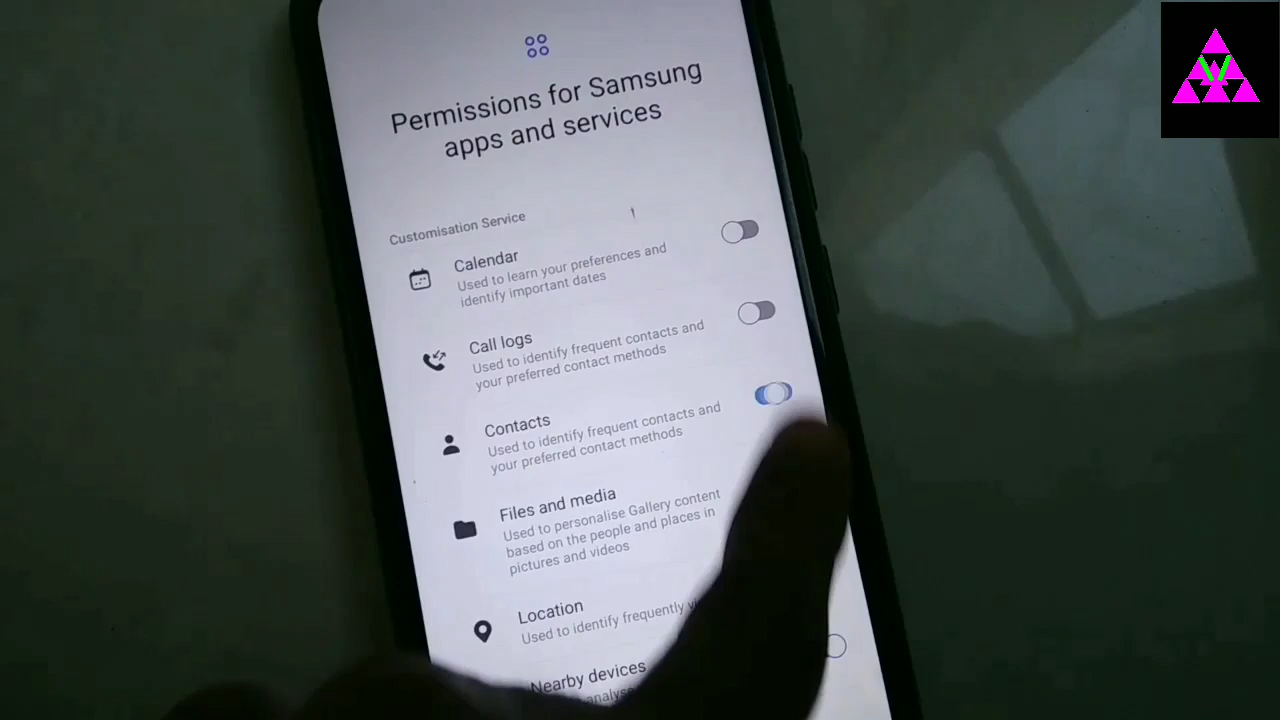 Permissions for Samsung
apps and services
Customisation Service
Calendar
Used to learn your preferences and
identify important dates
Call logs
Used to identify frequent contacts and
your preferred contact methods
Contacts
Used to identify frequent contacts and
your preferred contact methods
Files and media
Used to personalise Gallery content
based on the people and places in
pictures and videos
Location
Used to identify frequently
Nearby devices
W